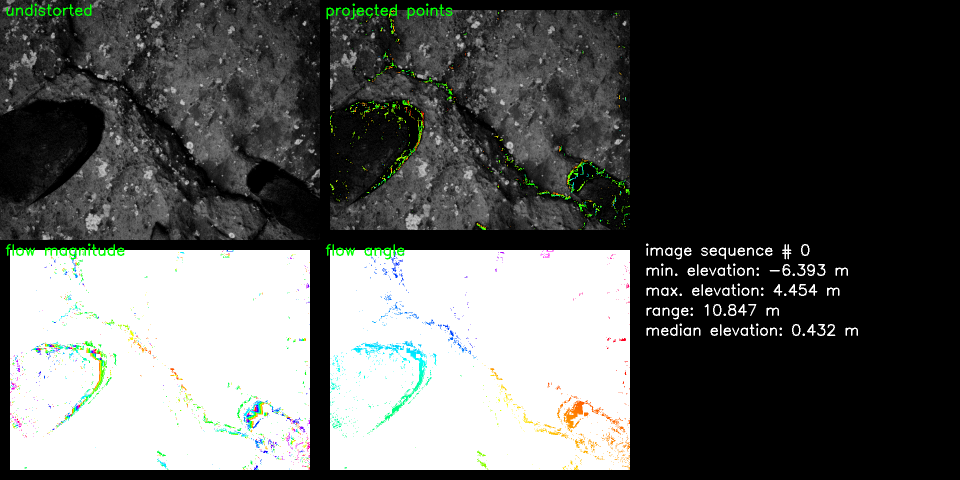 undistorted
projected points
flow magnitude
flow angle
image sequence # 0
min. elevation: -6.393 m
max. elevation: 4.454 m
range: 10.847 m
median elevation: 0.432 m